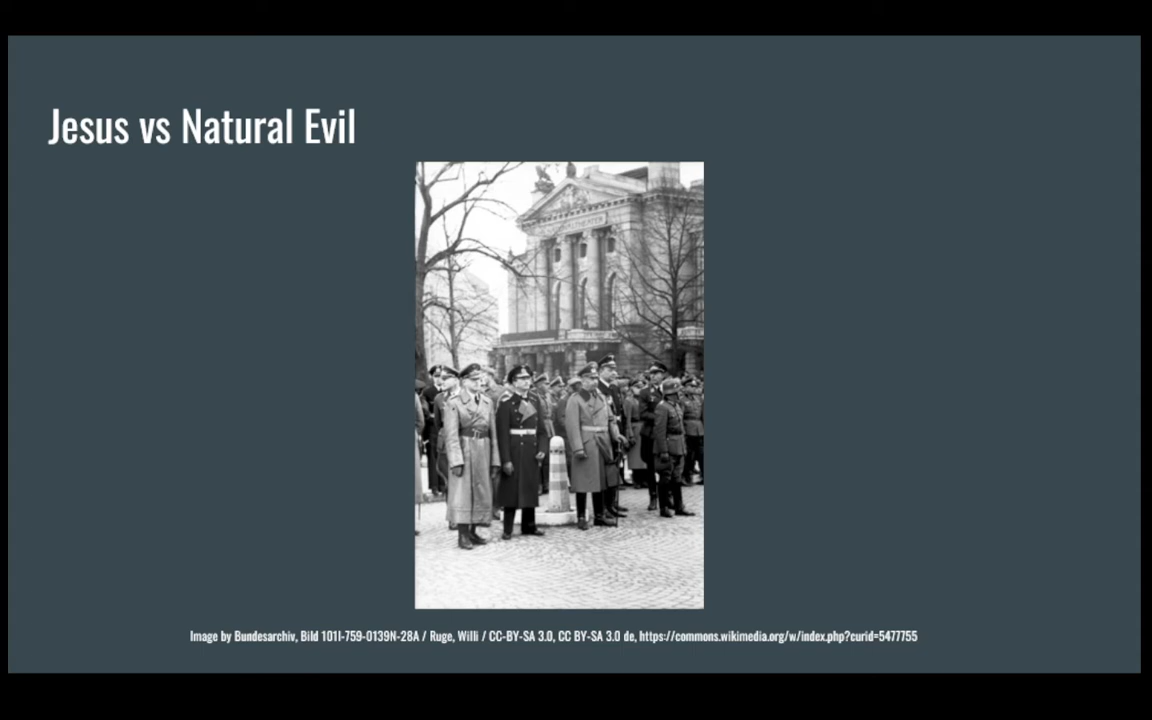 Jesus vs Natural Evil
Image by Bundesarchiv, Bild 101I-759-0139N-28A / Ruge, Willi / CC-BY-SA 3.0, CC BY-SA 3.0 de, https://commons.wikimedia.org/w/index.php?curid=5477755